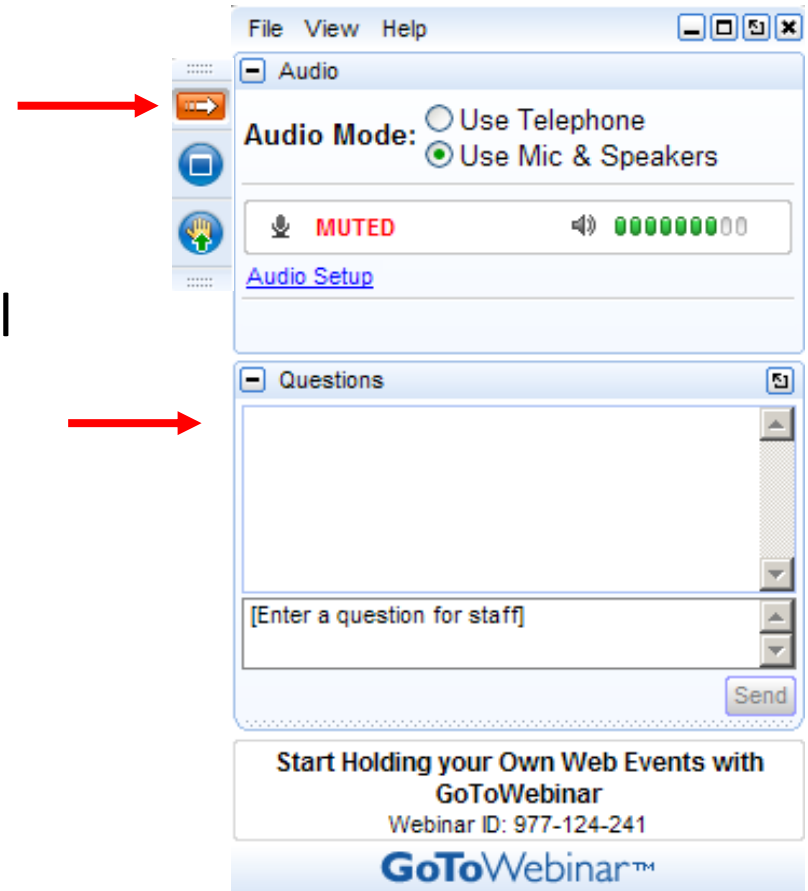 File View Help
Audio
Audio Mode:
Use Telephone
Use Mic & Speakers
MUTED
Audio Setup
Questions
[Enter a question for staff]
Send
Start Holding your Own Web Events with
GoToWebinar
Webinar ID: 977-124-241
GoToWebinar™